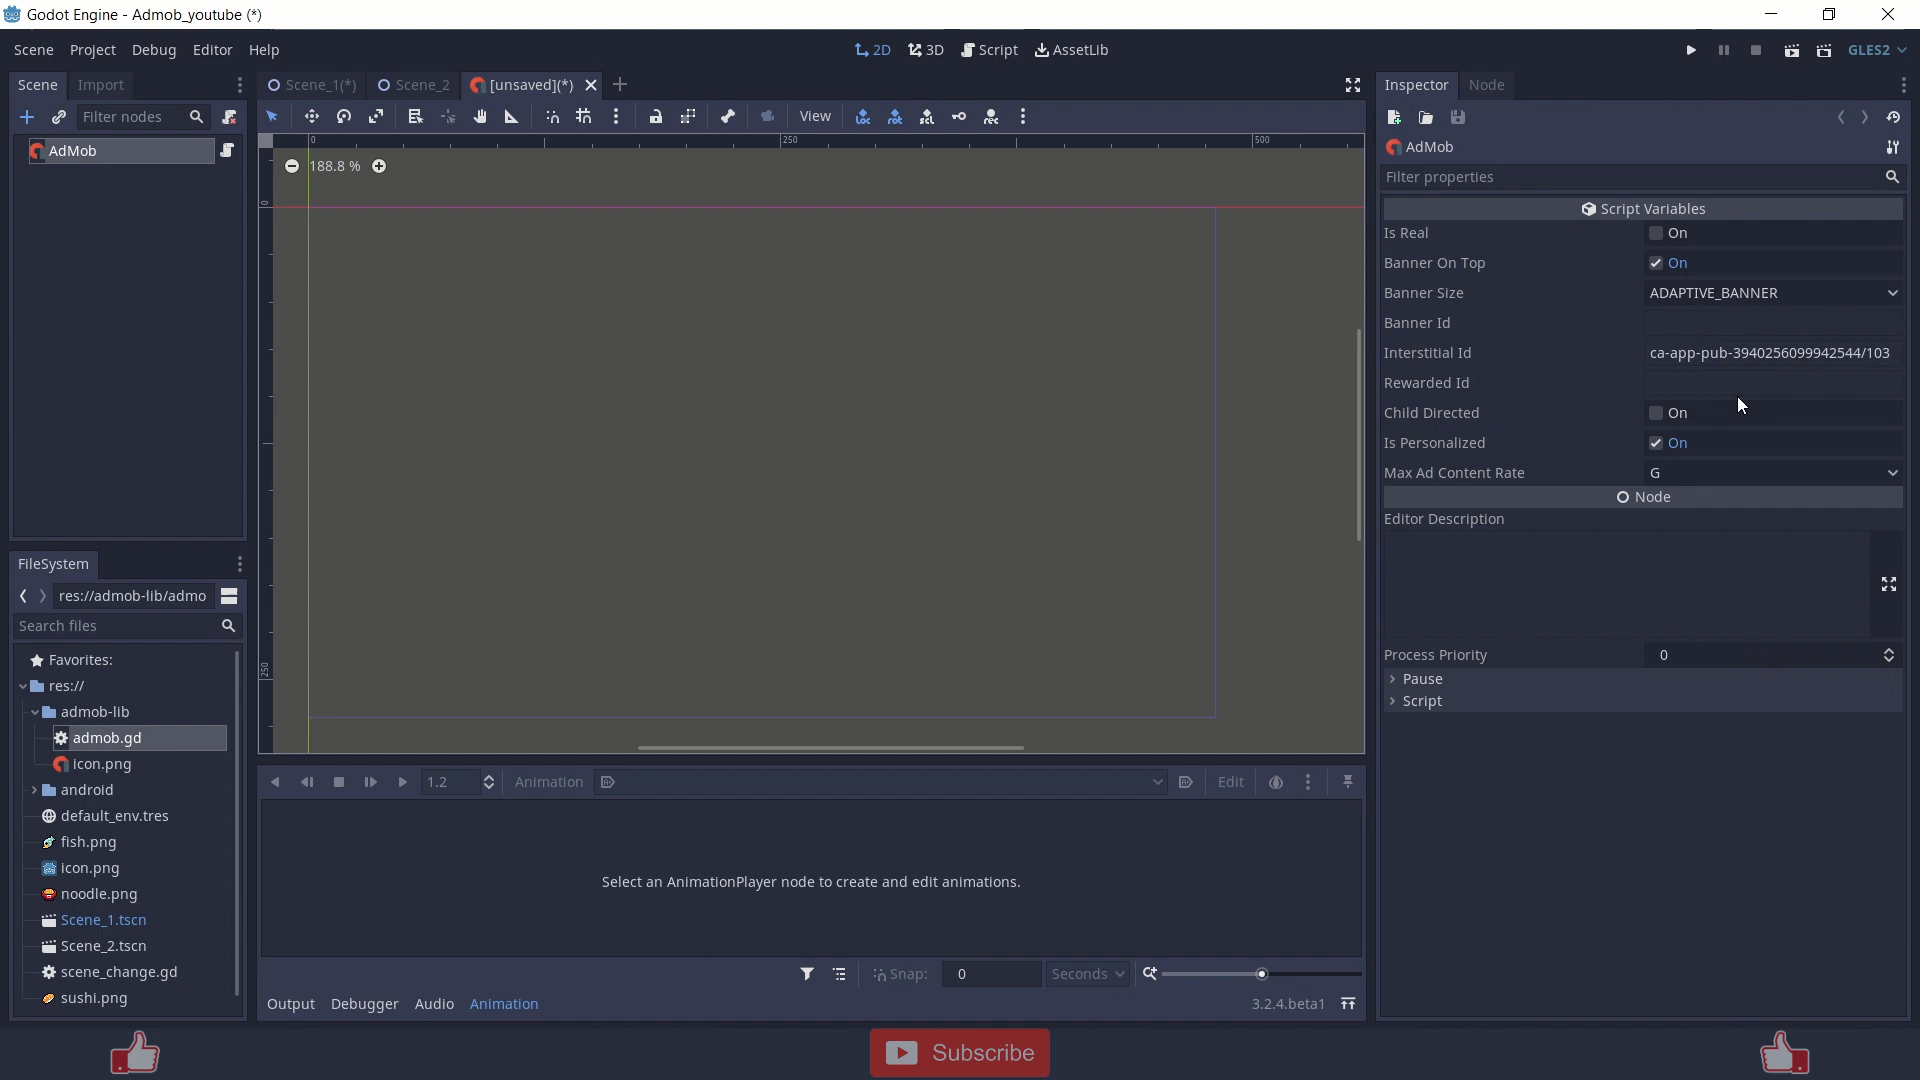 Godot Engine - Admob_youtube (*)
Scene Project Debug Editor Help
2D 3D Script AssetLib
GLES2
Scene Import
Scene_1(*) Scene_2 [unsaved](*)
Inspector Node
Filter nodes
View
AdMob
188.8 %
0 250 500
0
250
AdMob
Filter properties
Script Variables
Is Real On
Banner On Top On
Banner Size ADAPTIVE_BANNER
Banner Id
Interstitial Id ca-app-pub-3940256099942544/103
Rewarded Id
Child Directed On
Is Personalized On
Max Ad Content Rate G
Node
Editor Description
Process Priority 0
Pause
Script
FileSystem
res://admob-lib/admo
Search files
Favorites:
res://
admob-lib
admob.gd
icon.png
android
default_env.tres
fish.png
icon.png
noodle.png
Scene_1.tscn
Scene_2.tscn
scene_change.gd
sushi.png
1.2 Animation Edit
Select an AnimationPlayer node to create and edit animations.
Snap: 0 Seconds
Output Debugger Audio Animation 3.2.4.beta1
Subscribe